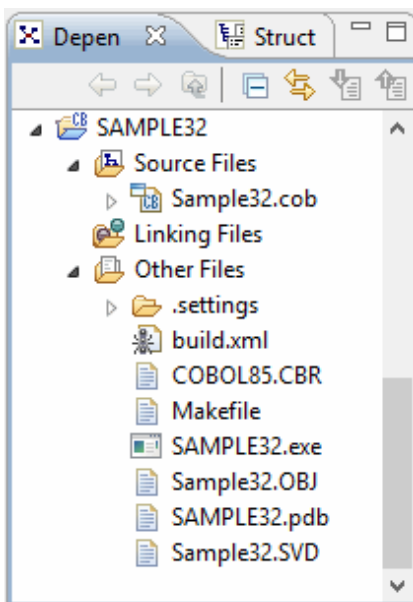 Depen Struct
SAMPLE32
Source Files
Sample32.cob
Linking Files
Other Files
.settings
build.xml
COBOL85.CBR
Makefile
SAMPLE32.exe
Sample32.OBJ
SAMPLE32.pdb
Sample32.SVD